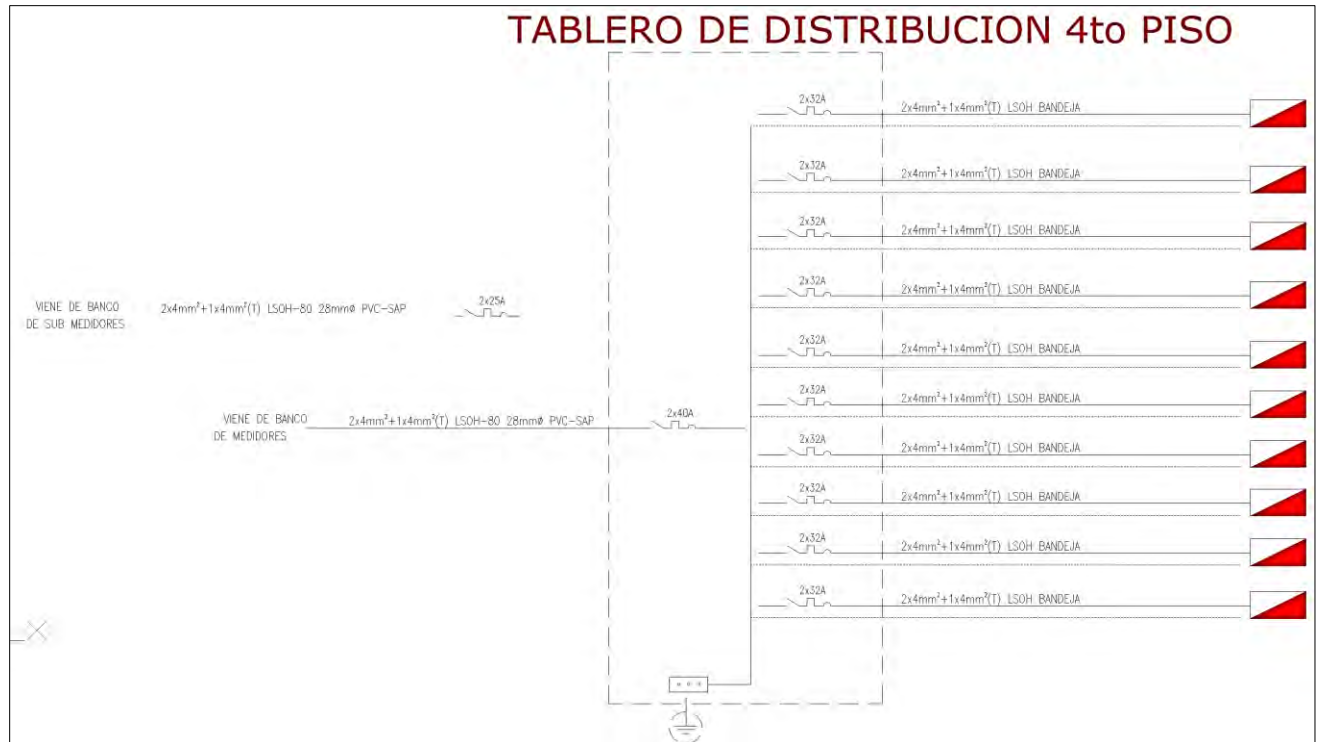 TABLERO DE DISTRIBUCION 4to PISO
2x32A 2x4mm²+1x4mm²(T) LSOH BANDEJA
2x32A 2x4mm²+1x4mm²(T) LSOH BANDEJA
2x32A 2x4mm²+1x4mm²(T) LSOH BANDEJA
2x32A 2x4mm²+1x4mm²(T) LSOH BANDEJA
VIENE DE BANCO
DE SUB MEDIDORES
2x4mm²+1x4mm²(T) LSOH-80 28mmø PVC-SAP 2x25A
2x32A 2x4mm²+1x4mm²(T) LSOH BANDEJA
2x32A 2x4mm²+1x4mm²(T) LSOH BANDEJA
VIENE DE BANCO
DE MEDIDORES
2x4mm²+1x4mm²(T) LSOH-80 28mmø PVC-SAP 2x40A
2x32A 2x4mm²+1x4mm²(T) LSOH BANDEJA
2x32A 2x4mm²+1x4mm²(T) LSOH BANDEJA
2x32A 2x4mm²+1x4mm²(T) LSOH BANDEJA
2x32A 2x4mm²+1x4mm²(T) LSOH BANDEJA